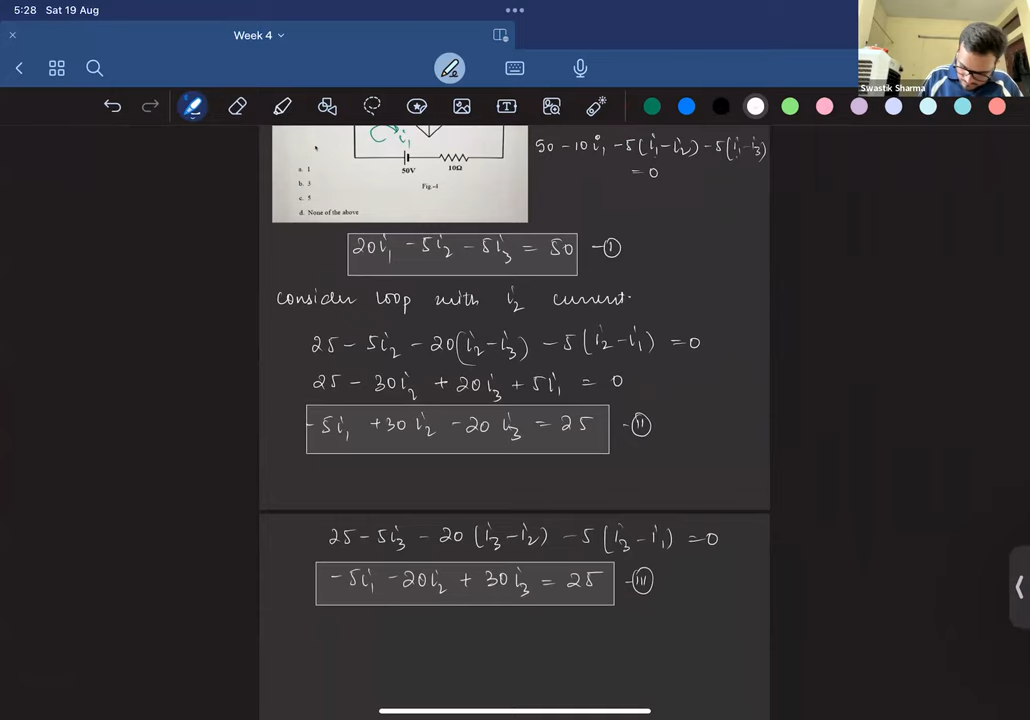 5:28 Sat 19 Aug
Week 4
Swastik Sharma
i₁
50V 10Ω
Fig.-4
a. 1
b. 3
c. 5
d. None of the above
50 - 10i₁ - 5(i₁ - i₂) - 5(i₁ - i₃)
= 0
20i₁ - 5i₂ - 5i₃ = 50 - I
Consider loop with i₂ current.
25 - 5i₂ - 20(i₂ - i₃) - 5(i₂ - i₁) = 0
25 - 30i₂ + 20i₃ + 5i₁ = 0
-5i₁ + 30i₂ - 20i₃ = 25 - II
25 - 5i₃ - 20(i₃ - i₂) - 5(i₃ - i₁) = 0
-5i₁ - 20i₂ + 30i₃ = 25 - III